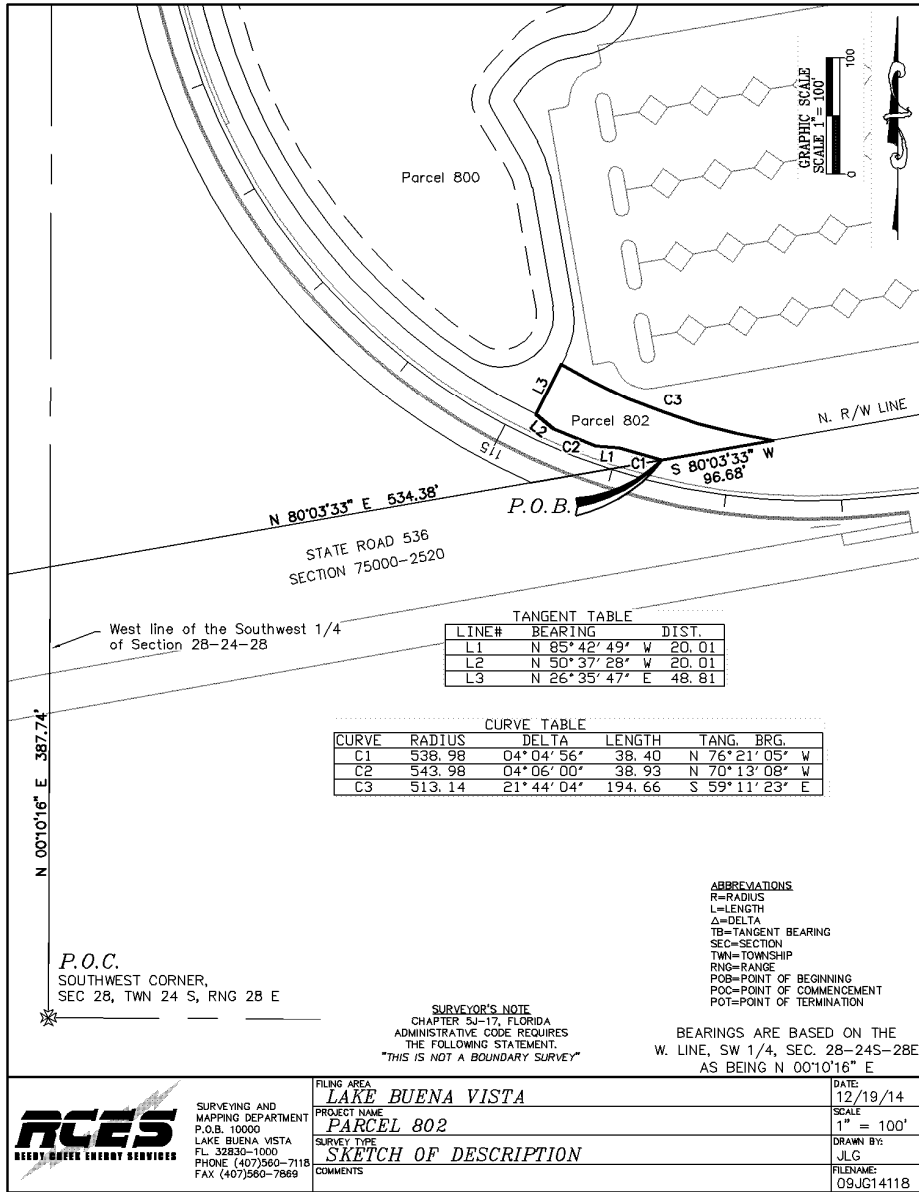 GRAPHIC SCALE
SCALE 1" = 100'
0
100
Parcel 800
L3
C3
Parcel 802
N. R/W LINE
L2
C2
L1
C1
115
S 80°03'33" W
96.68'
P.O.B.
N 80°03'33" E 534.38'
STATE ROAD 536
SECTION 75000-2520
West line of the Southwest 1/4
of Section 28-24-28
N 00°10'16" E 387.74'
TANGENT TABLE
LINE# BEARING DIST.
L1 N 85°42'49" W 20.01
L2 N 50°37'28" W 20.01
L3 N 26°35'47" E 48.81
CURVE TABLE
CURVE RADIUS DELTA LENGTH TANG. BRG.
C1 538.98 04°04'56" 38.40 N 76°21'05" W
C2 543.98 04°06'00" 38.93 N 70°13'08" W
C3 513.14 21°44'04" 194.66 S 59°11'23" E
ABBREVIATIONS
R=RADIUS
L=LENGTH
△=DELTA
TB=TANGENT BEARING
SEC=SECTION
TWN=TOWNSHIP
RNG=RANGE
POB=POINT OF BEGINNING
POC=POINT OF COMMENCEMENT
POT=POINT OF TERMINATION
P.O.C.
SOUTHWEST CORNER,
SEC 28, TWN 24 S, RNG 28 E
SURVEYOR'S NOTE
CHAPTER 5J-17, FLORIDA
ADMINISTRATIVE CODE REQUIRES
THE FOLLOWING STATEMENT.
"THIS IS NOT A BOUNDARY SURVEY"
BEARINGS ARE BASED ON THE
W. LINE, SW 1/4, SEC. 28-24S-28E
AS BEING N 00°10'16" E
RCES
REEDY CREEK ENERGY SERVICES
SURVEYING AND
MAPPING DEPARTMENT
P.O.B. 10000
LAKE BUENA VISTA
FL. 32830-1000
PHONE (407)560-7118
FAX (407)560-7869
FILING AREA
LAKE BUENA VISTA
PROJECT NAME
PARCEL 802
SURVEY TYPE
SKETCH OF DESCRIPTION
COMMENTS
DATE:
12/19/14
SCALE
1" = 100'
DRAWN BY:
JLG
FILENAME:
09JG14118